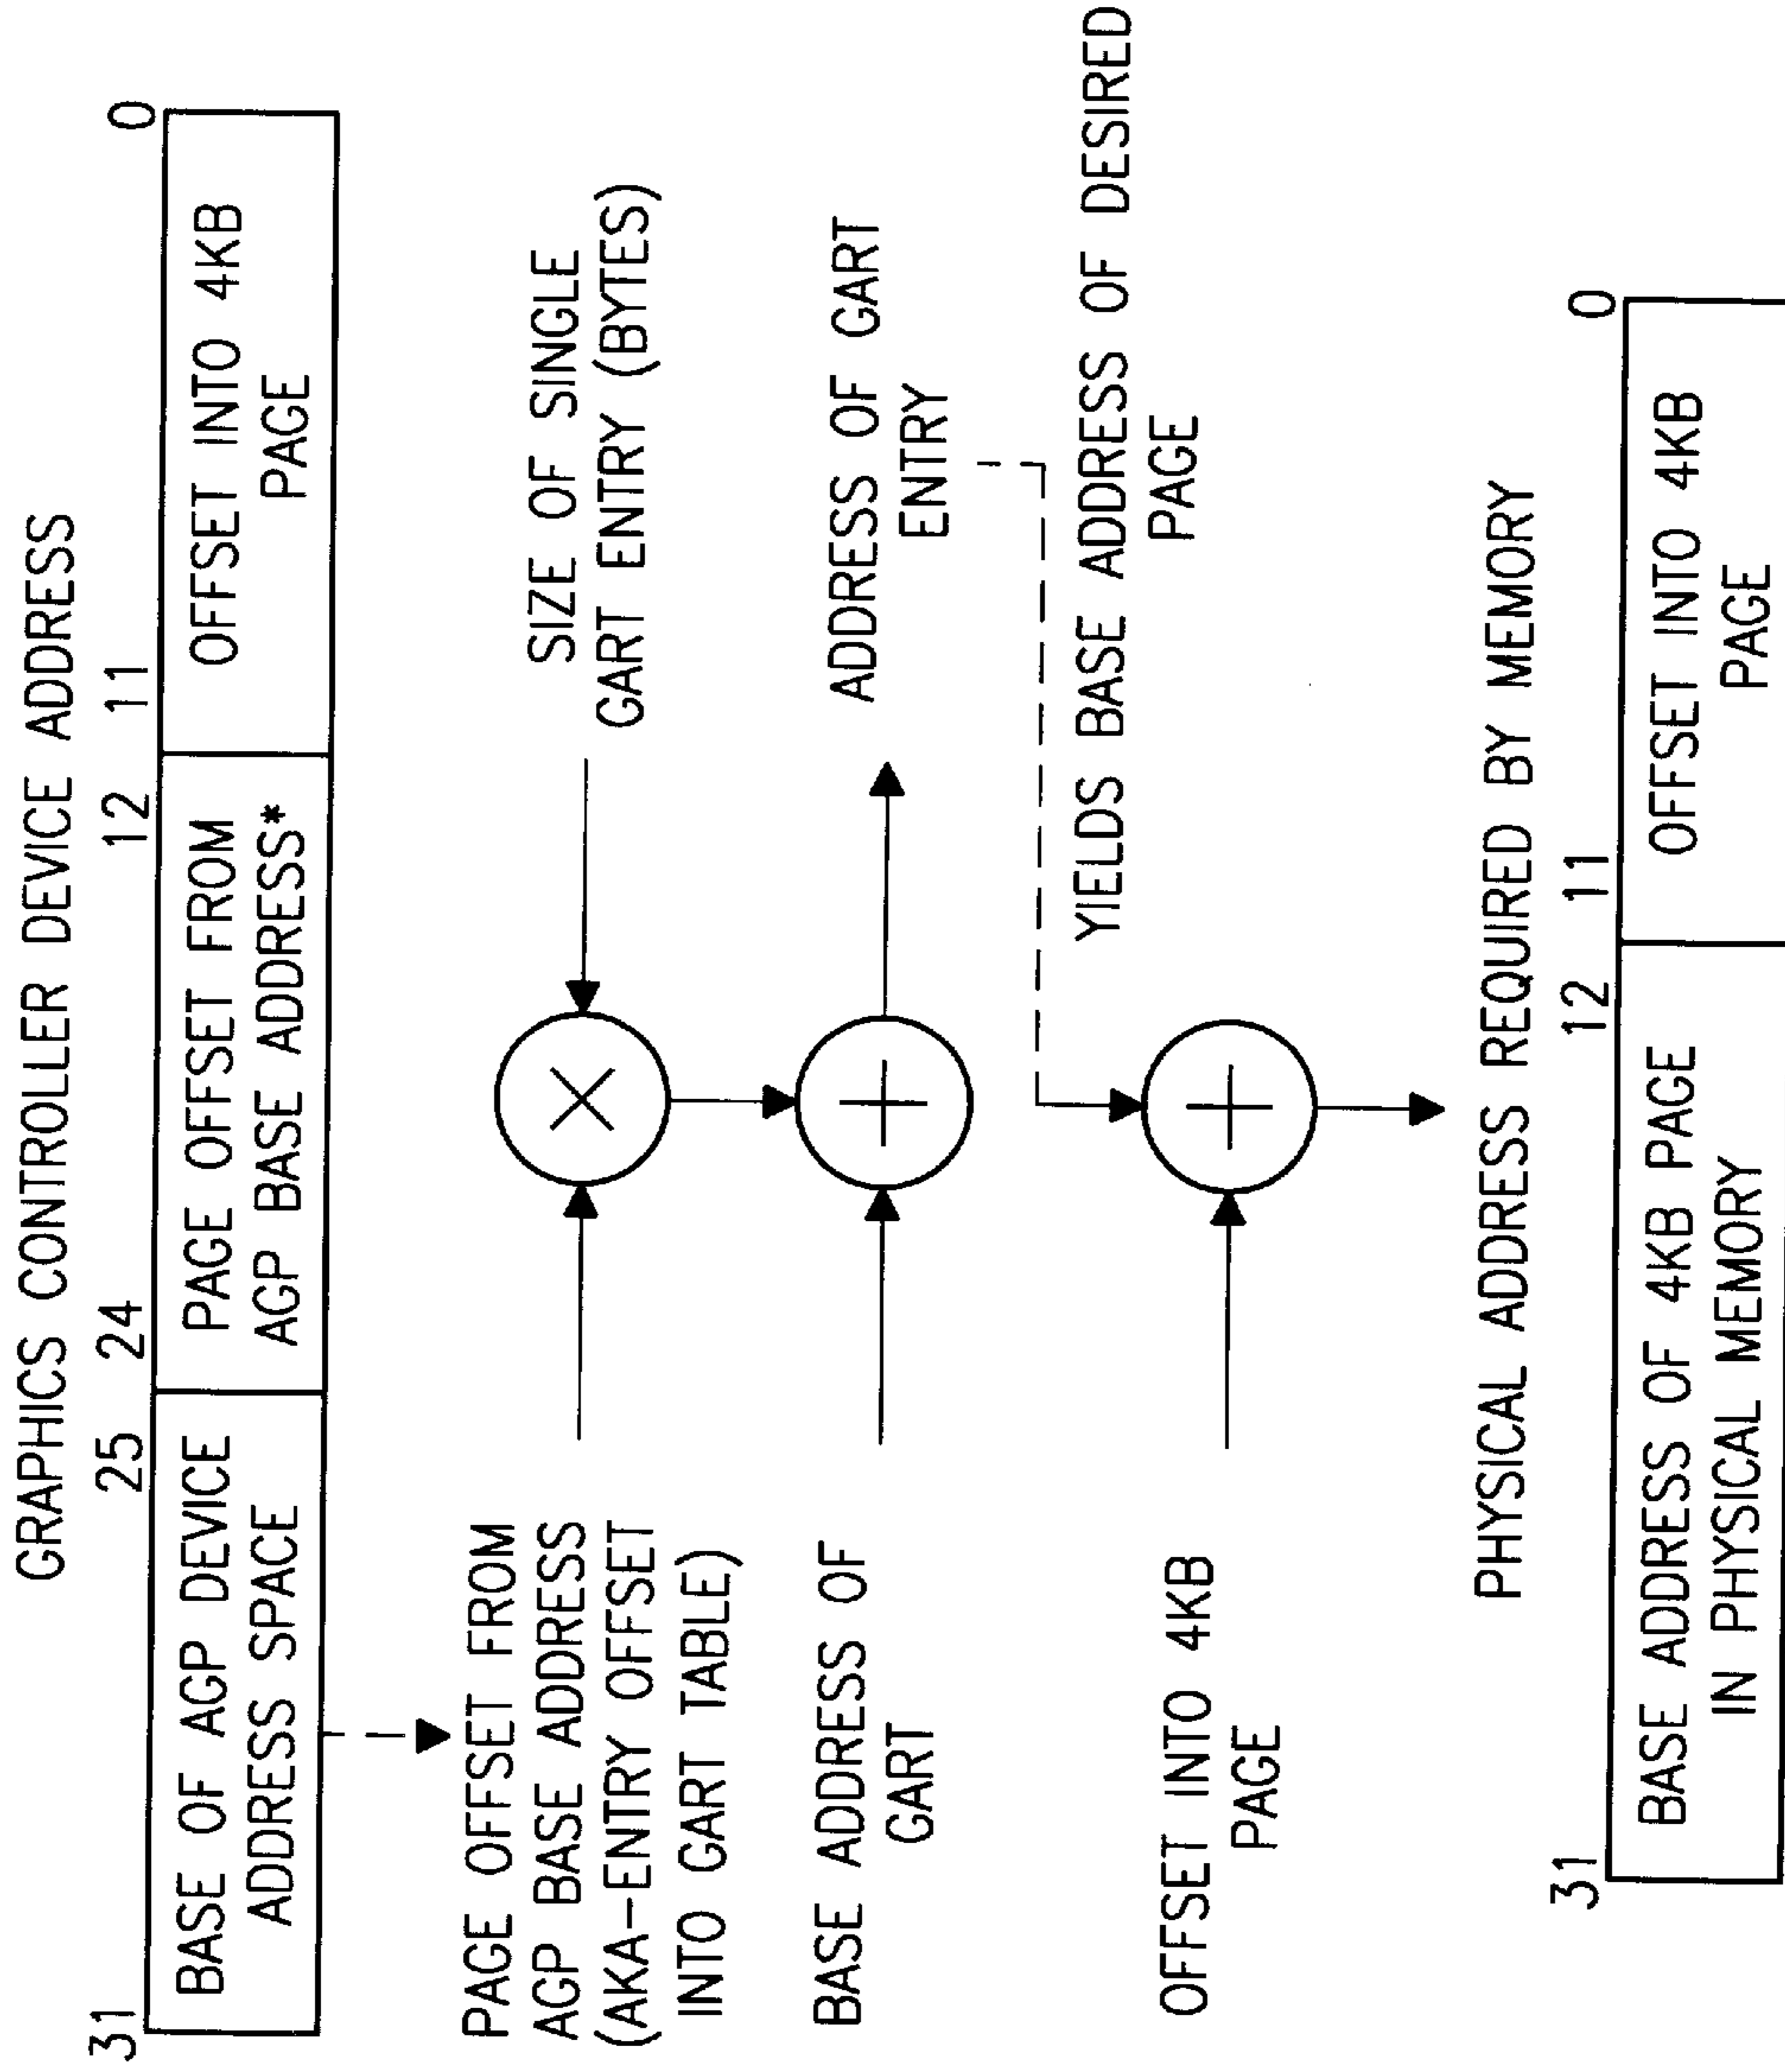 GRAPHICS CONTROLLER DEVICE ADDRESS
31 25 24 12 11 0
BASE OF AGP DEVICE
ADDRESS SPACE
PAGE OFFSET FROM
AGP BASE ADDRESS*
OFFSET INTO 4KB
PAGE
PAGE OFFSET FROM
AGP BASE ADDRESS
(AKA-ENTRY OFFSET
INTO GART TABLE)
SIZE OF SINGLE
GART ENTRY (BYTES)
BASE ADDRESS OF
GART
ADDRESS OF GART
ENTRY
YIELDS BASE ADDRESS OF DESIRED
PAGE
OFFSET INTO 4KB
PAGE
PHYSICAL ADDRESS REQUIRED BY MEMORY
31 12 11 0
BASE ADDRESS OF 4KB PAGE
IN PHYSICAL MEMORY
OFFSET INTO 4KB
PAGE